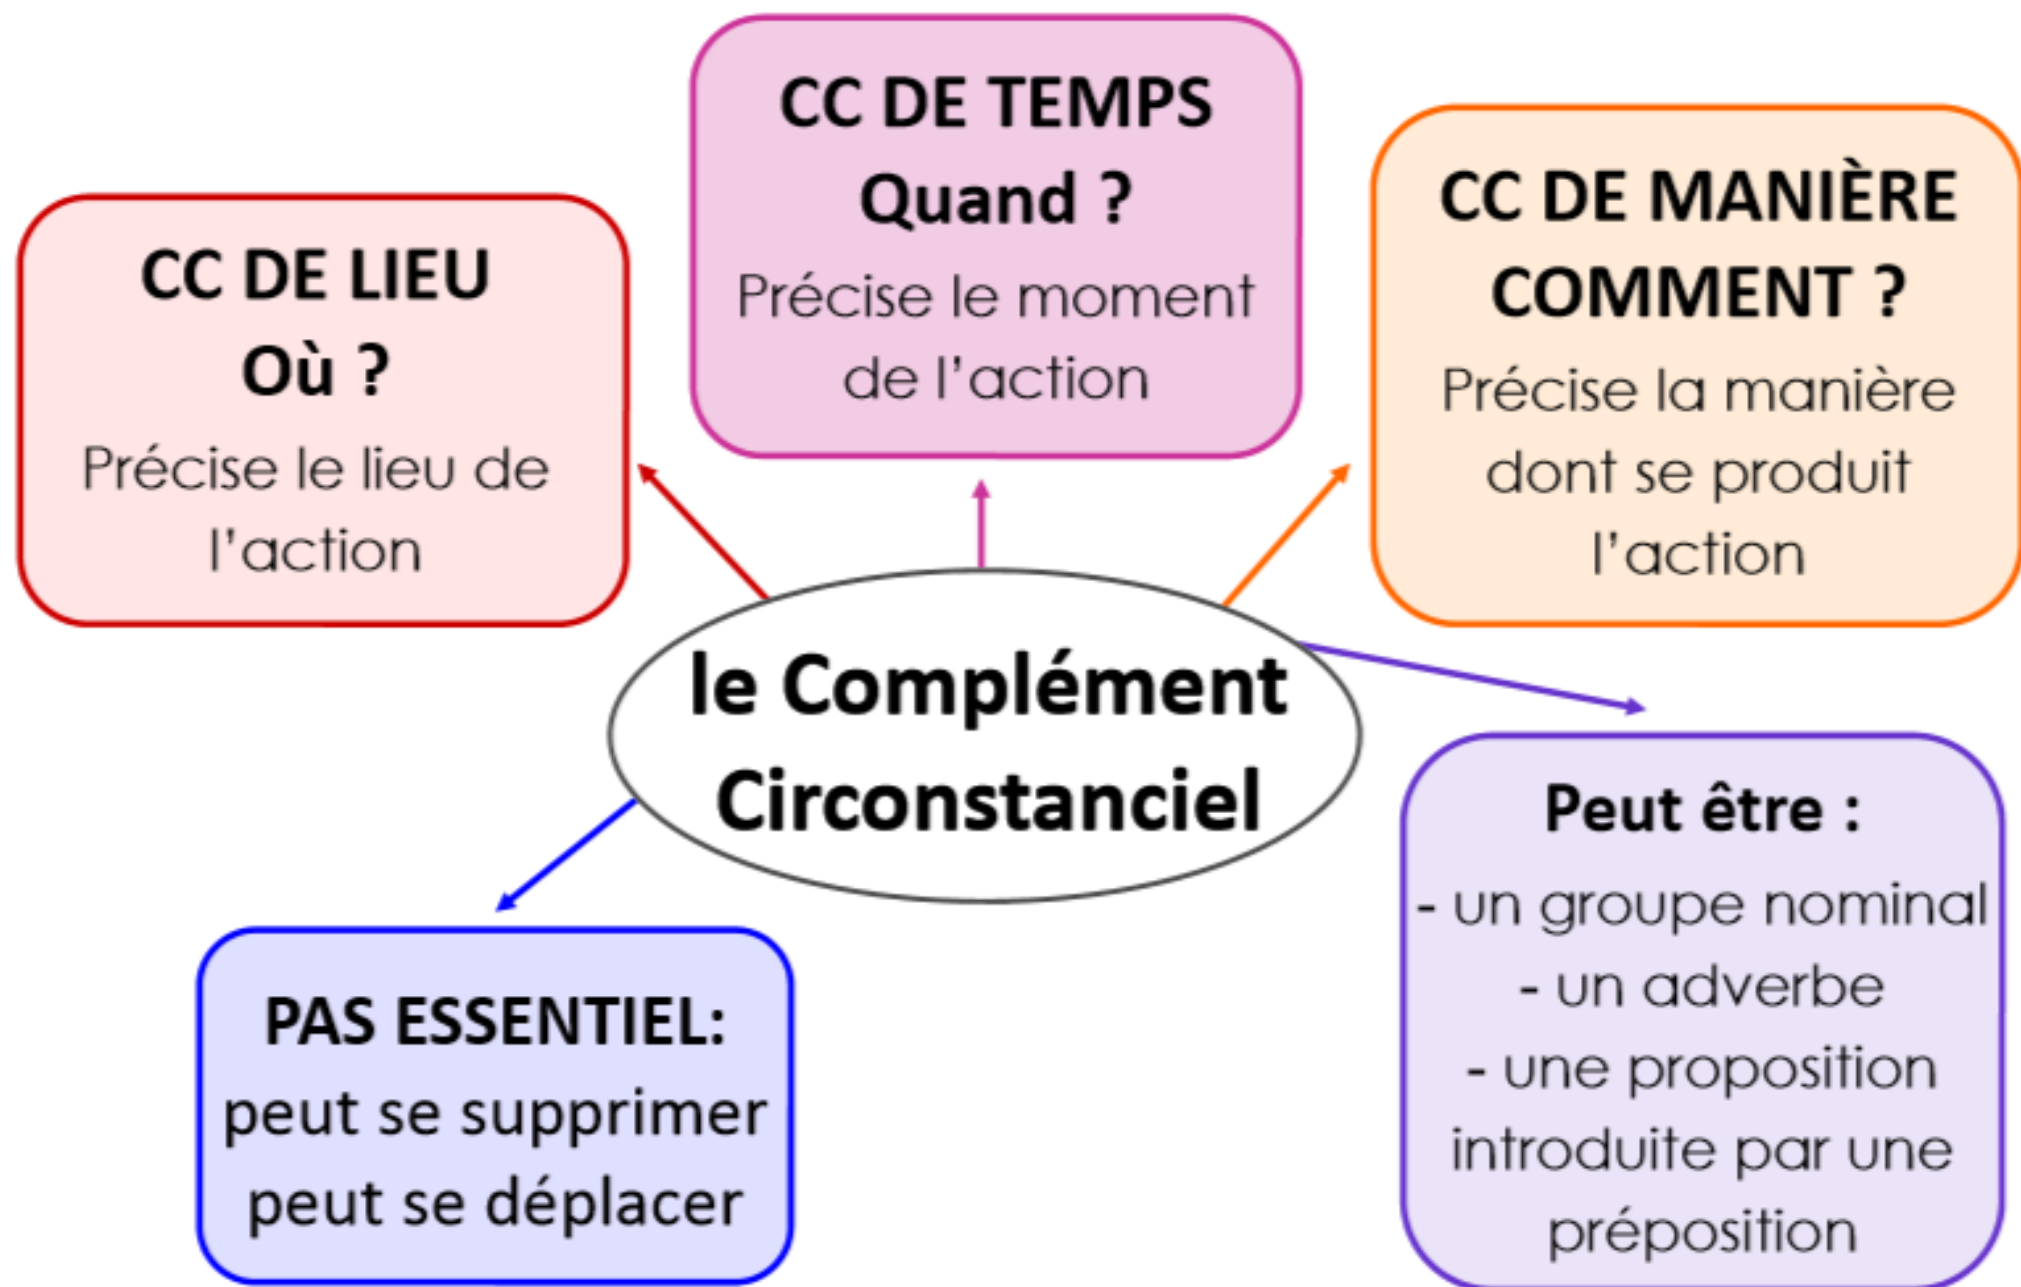 CC DE TEMPS
Quand ?
Précise le moment
de l'action
CC DE MANIÈRE
COMMENT ?
Précise la manière
dont se produit
l'action
CC DE LIEU
Où ?
Précise le lieu de
l'action
le Complément
Circonstanciel
Peut être :
- un groupe nominal
- un adverbe
- une proposition
introduite par une
préposition
PAS ESSENTIEL:
peut se supprimer
peut se déplacer